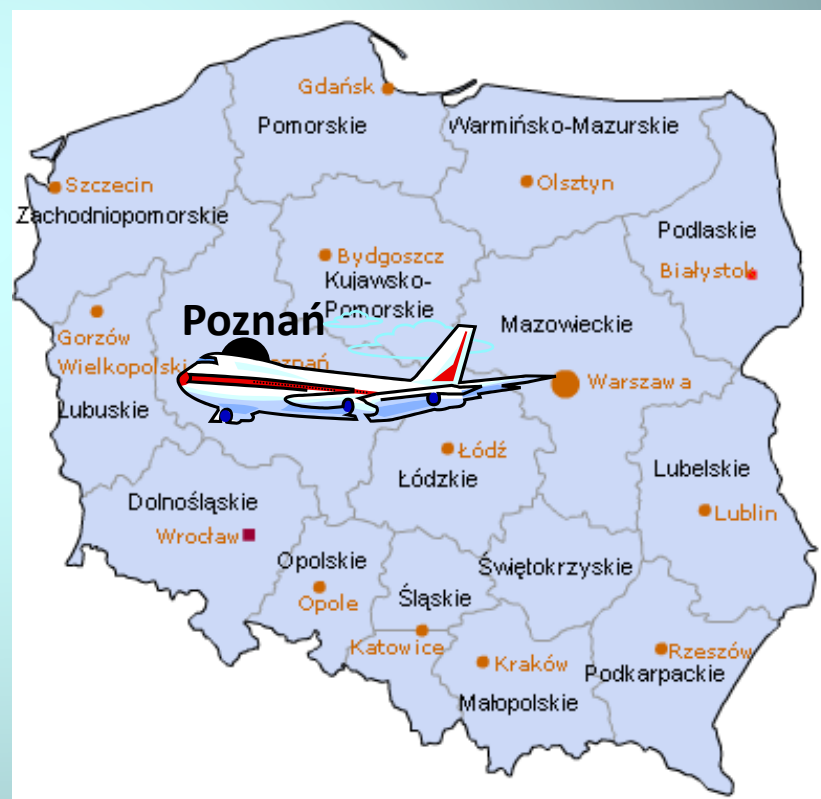 Gdańsk
Pomorskie
Warmińsko-Mazurskie
Szczecin
Olsztyn
Zachodniopomorskie
Podlaskie
Bydgoszcz
Białystok
Kujawsko-
Pomorskie
Poznań
Mazowieckie
Gorzów
Wielkopolski
oznań
Warszawa
Lubuskie
Łódź
Łódzkie
Lubelskie
Dolnośląskie
Lublin
Wrocław
Opolskie
Świętokrzyskie
Opole
Śląskie
Katowice
Kraków
Rzeszów
Podkarpackie
Małopolskie